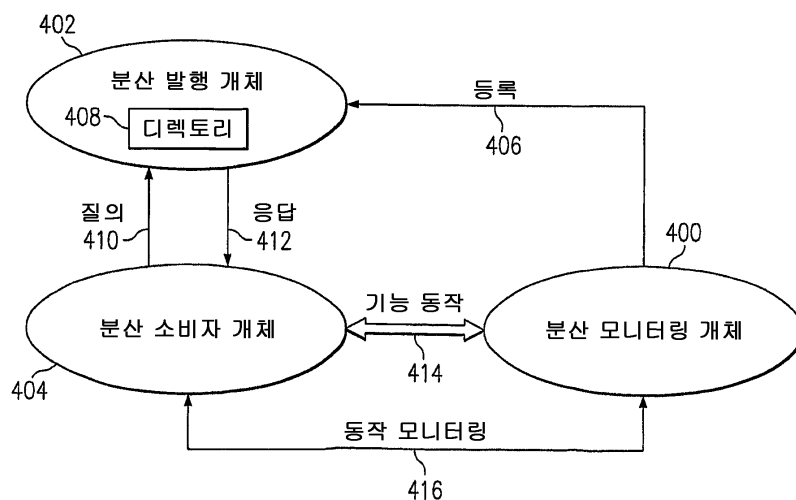 402
분산 발행 개체
408
디렉토리
등록
406
질의
410
응답
412
400
분산 소비자 개체
기능 동작
414
분산 모니터링 개체
404
동작 모니터링
416